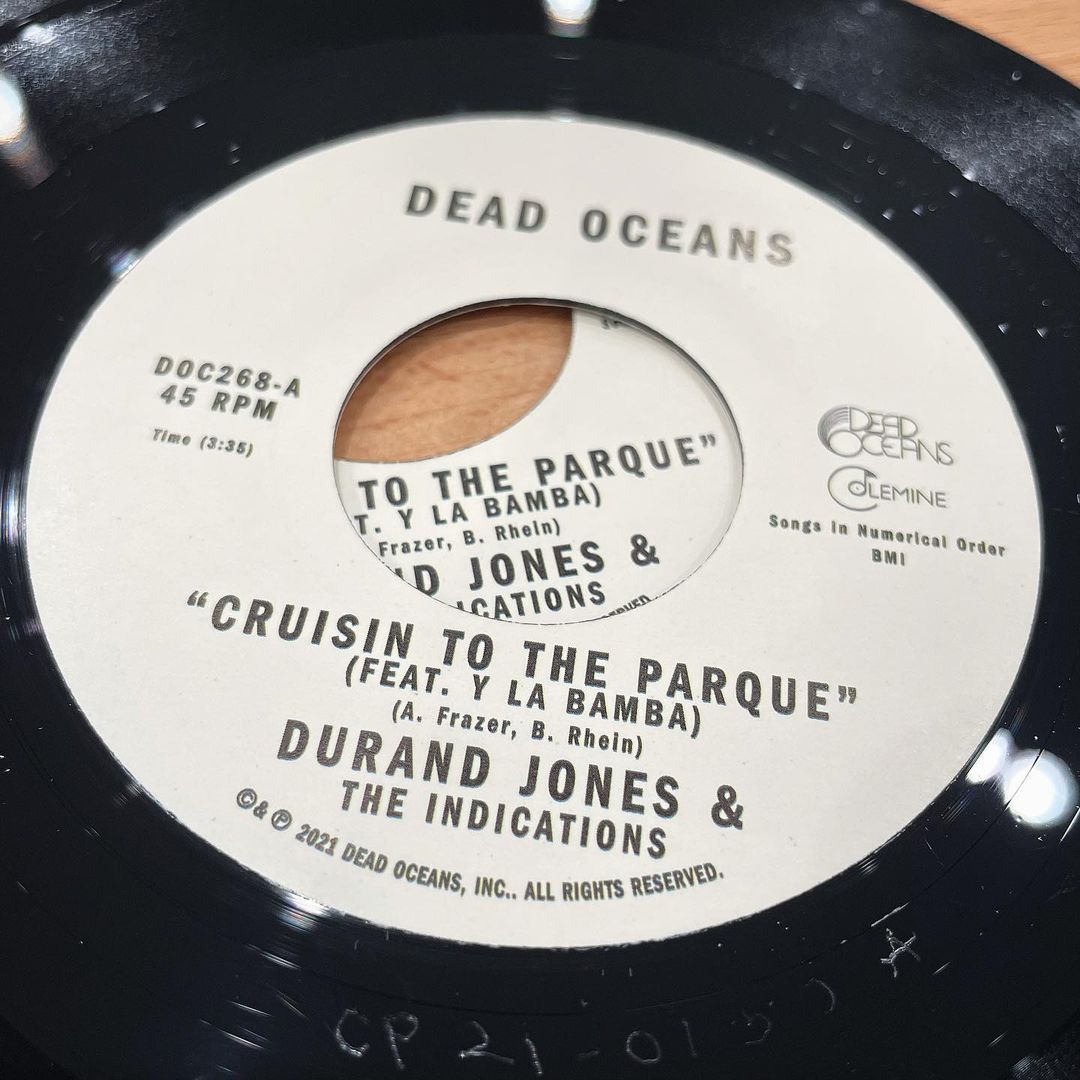 DEAD OCEANS
DOC268-A
45 RPM
Time (3:35)
DEAD
OCEANS
COLEMINE
Songs in Numerical Order
BMI
TO THE PARQUE”
T. Y LA BAMBA)
Frazer, B. Rhein)
JONES &
“CRUISIN TO THE PARQUE”
(FEAT. Y LA BAMBA)
(A. Frazer, B. Rhein)
DURAND JONES &
THE INDICATIONS
©& ℗ 2021 DEAD OCEANS, INC.. ALL RIGHTS RESERVED.
A